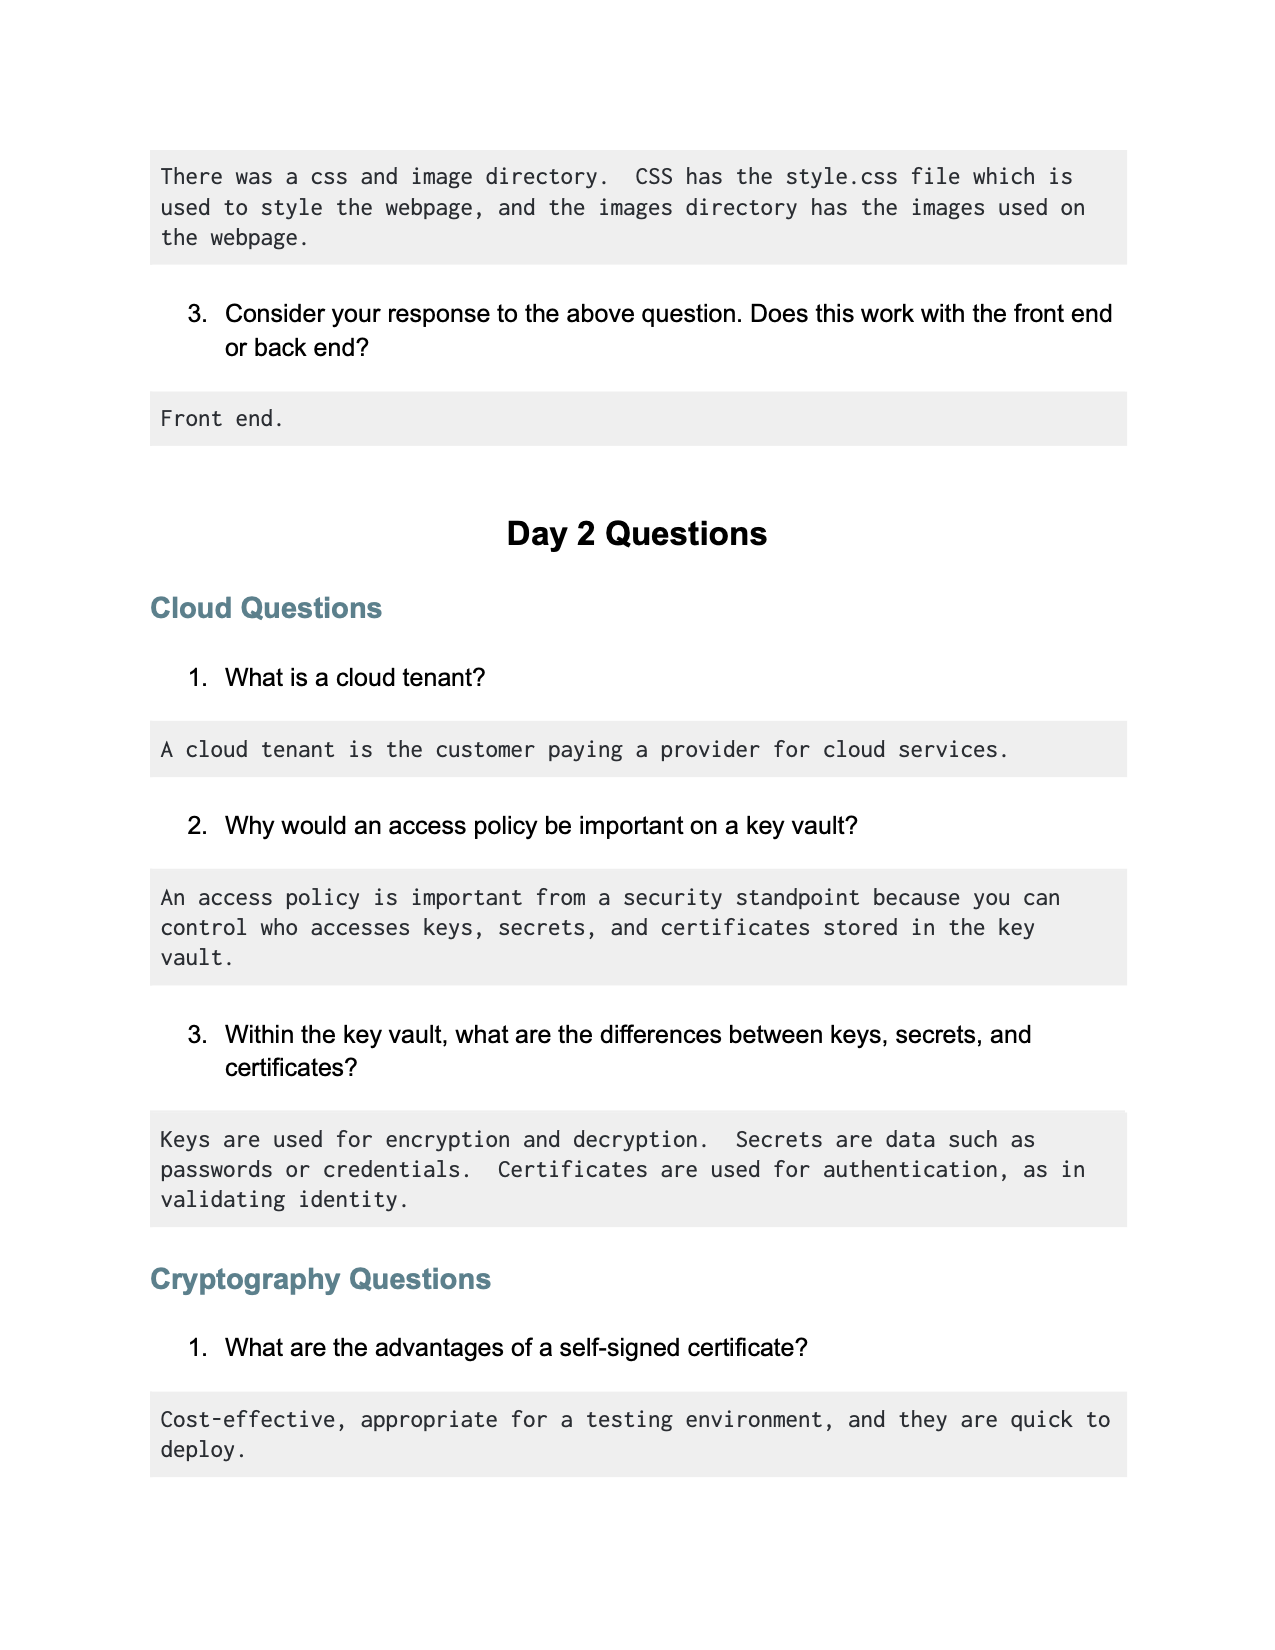 There was a css and image directory.  CSS has the style.css file which is
used to style the webpage, and the images directory has the images used on
the webpage.
3. Consider your response to the above question. Does this work with the front end
or back end?
Front end.
Day 2 Questions
Cloud Questions
1. What is a cloud tenant?
A cloud tenant is the customer paying a provider for cloud services.
2. Why would an access policy be important on a key vault?
An access policy is important from a security standpoint because you can
control who accesses keys, secrets, and certificates stored in the key
vault.
3. Within the key vault, what are the differences between keys, secrets, and
certificates?
Keys are used for encryption and decryption.  Secrets are data such as
passwords or credentials.  Certificates are used for authentication, as in
validating identity.
Cryptography Questions
1. What are the advantages of a self-signed certificate?
Cost-effective, appropriate for a testing environment, and they are quick to
deploy.